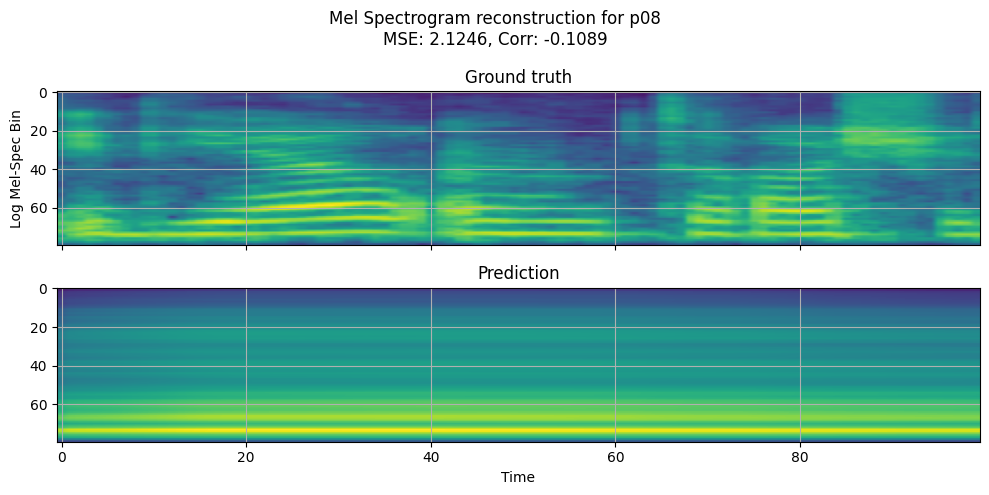 Mel Spectrogram reconstruction for p08
MSE: 2.1246, Corr: -0.1089
Ground truth
0
20
40
60
Log Mel-Spec Bin
Prediction
0
20
40
60
0 20 40 60 80
Time